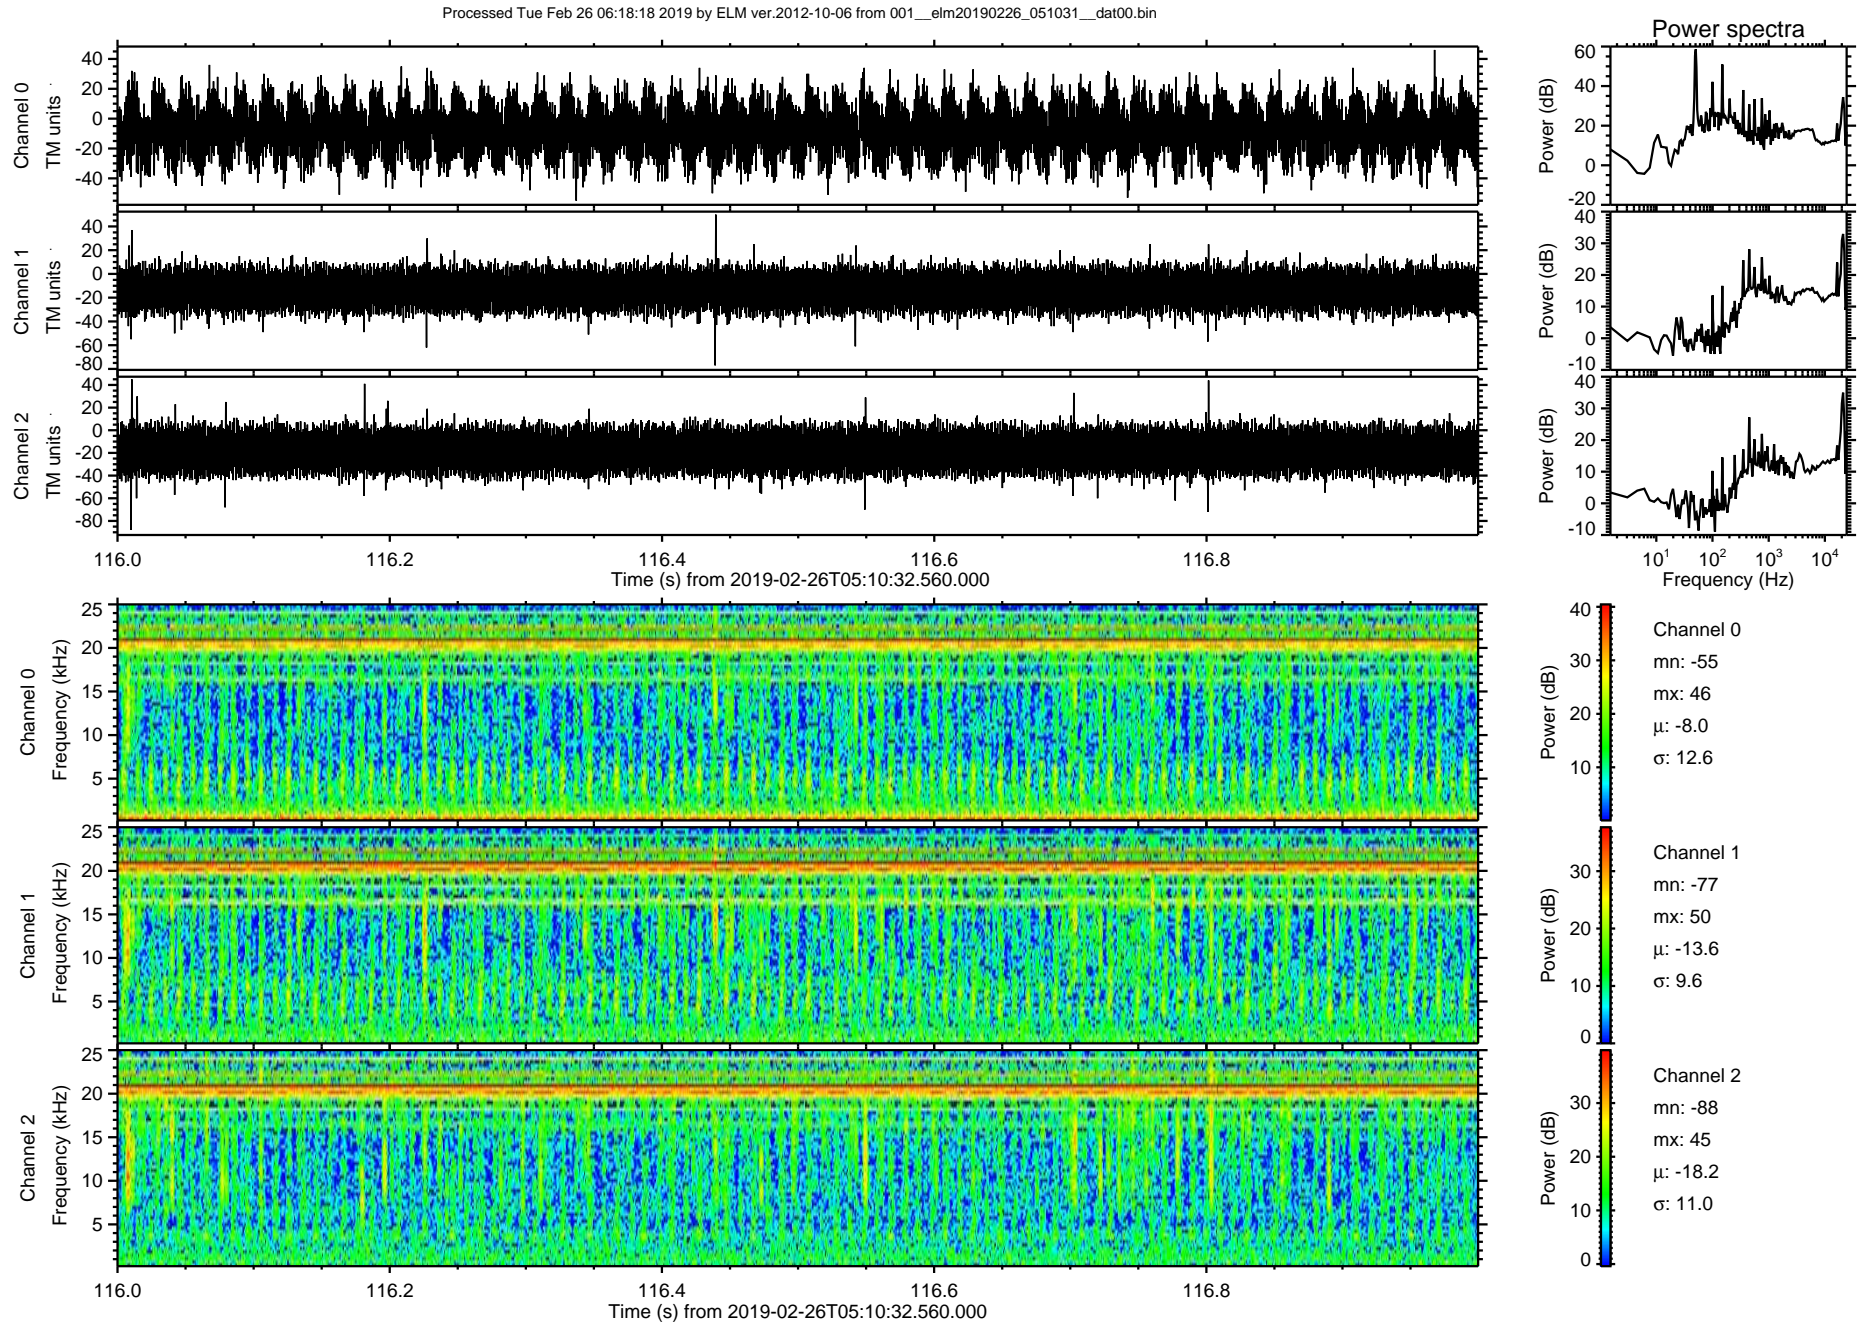 Processed Tue Feb 26 06:18:18 2019 by ELM ver.2012-10-06 from 001__elm20190226_051031__dat00.bin
Power spectra
Channel 0
TM units
40
20
0
-20
-40
Power (dB)
60
40
20
0
-20
Channel 1
TM units
40
20
0
-20
-40
-60
-80
Power (dB)
40
30
20
10
0
-10
Channel 2
TM units
40
20
0
-20
-40
-60
-80
Power (dB)
40
30
20
10
0
-10
116.0 116.2 116.4 116.6 116.8
Time (s) from 2019-02-26T05:10:32.560.000
10¹ 10² 10³ 10⁴
Frequency (Hz)
Channel 0
Frequency (kHz)
25
20
15
10
5
Power (dB)
40
30
20
10
Channel 0
mn: -55
mx: 46
μ: -8.0
σ: 12.6
Channel 1
Frequency (kHz)
25
20
15
10
5
Power (dB)
30
20
10
0
Channel 1
mn: -77
mx: 50
μ: -13.6
σ: 9.6
Channel 2
Frequency (kHz)
25
20
15
10
5
Power (dB)
30
20
10
0
Channel 2
mn: -88
mx: 45
μ: -18.2
σ: 11.0
116.0 116.2 116.4 116.6 116.8
Time (s) from 2019-02-26T05:10:32.560.000